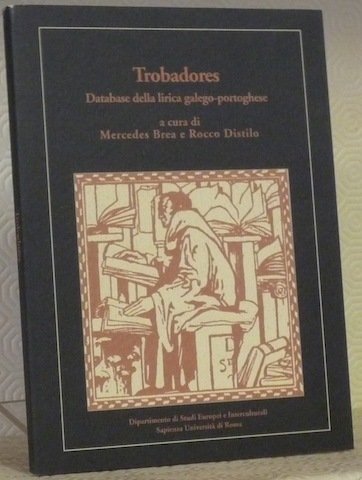 Trobadores
Database della lirica galego-portoghese
a cura di
Mercedes Brea e Rocco Distilo
Dipartimento di Studi Europei e Interculturali
Sapienza Università di Roma